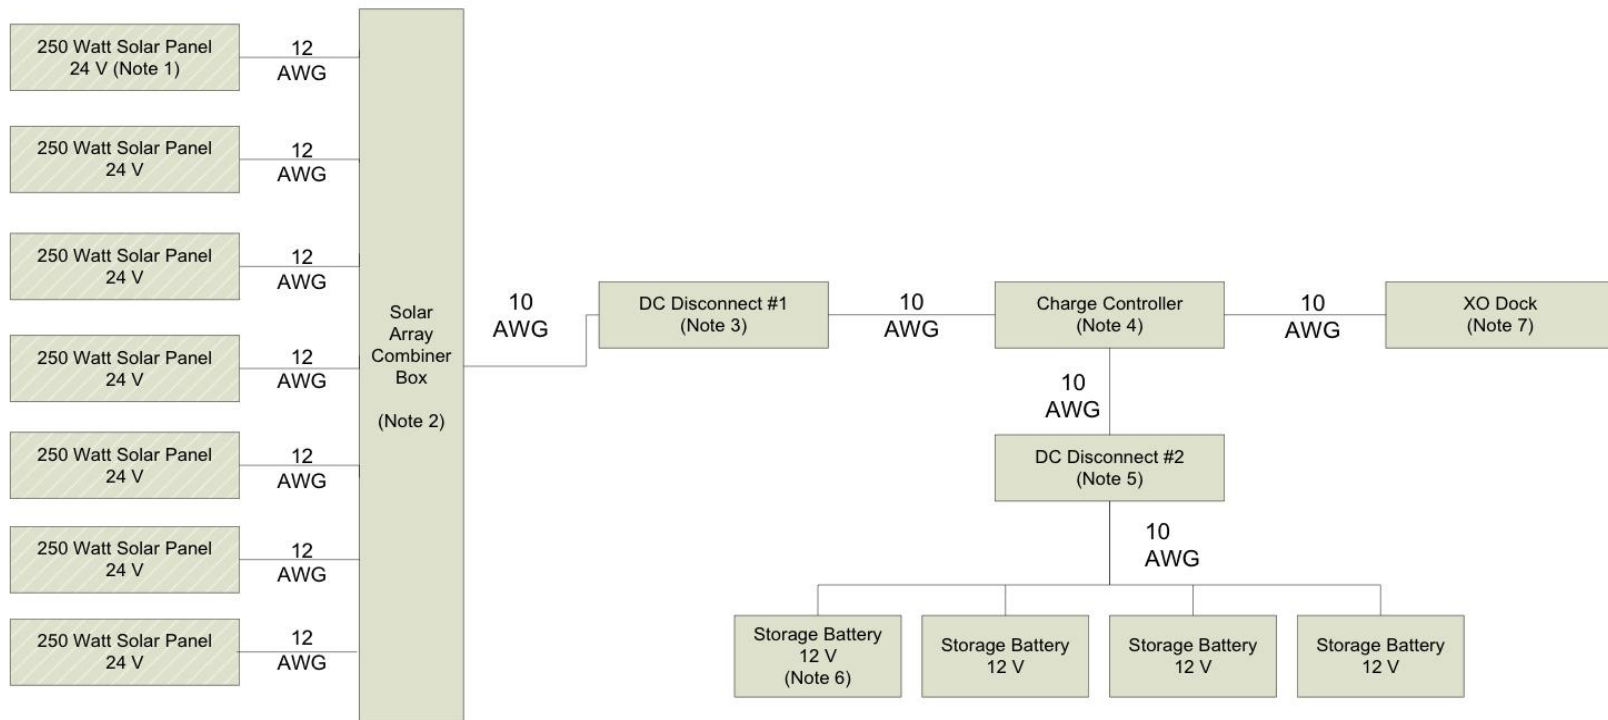 250 Watt Solar Panel
24 V (Note 1)
12
AWG
250 Watt Solar Panel
24 V
12
AWG
250 Watt Solar Panel
24 V
12
AWG
250 Watt Solar Panel
24 V
12
AWG
250 Watt Solar Panel
24 V
12
AWG
250 Watt Solar Panel
24 V
12
AWG
250 Watt Solar Panel
24 V
12
AWG
Solar
Array
Combiner
Box
(Note 2)
10
AWG
DC Disconnect #1
(Note 3)
10
AWG
Charge Controller
(Note 4)
10
AWG
XO Dock
(Note 7)
10
AWG
DC Disconnect #2
(Note 5)
10
AWG
Storage Battery
12 V
(Note 6)
Storage Battery
12 V
Storage Battery
12 V
Storage Battery
12 V